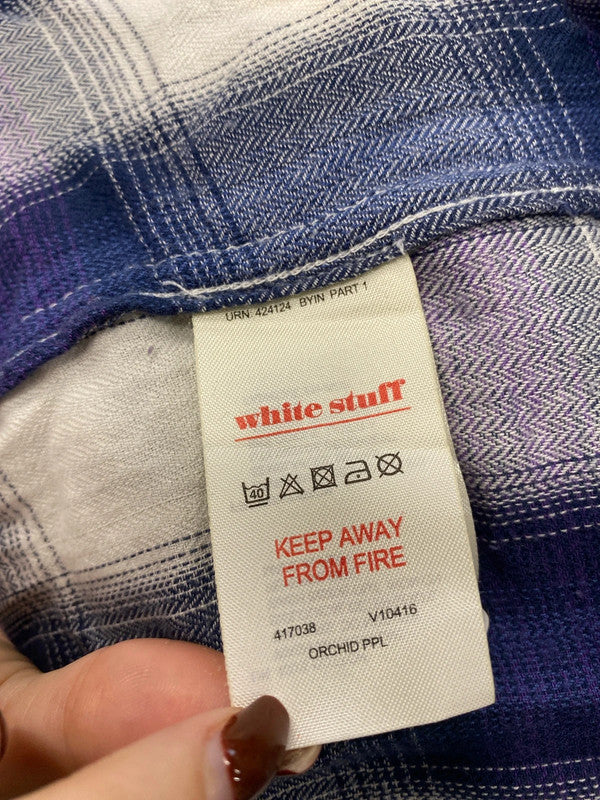 URN. 424124 BYIN PART 1
white stuff
40
KEEP AWAY
FROM FIRE
417038 V10416
ORCHID PPL